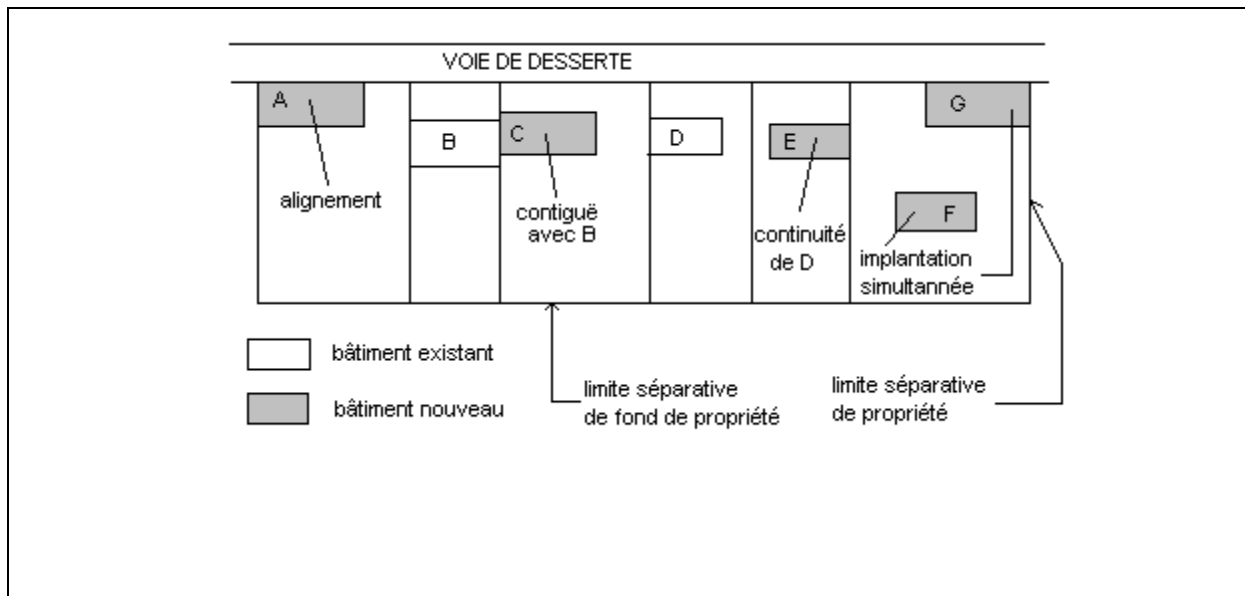 VOIE DE DESSERTE
A
B
C
D
E
G
F
alignement
contiguë
avec B
continuité
de D
implantation
simultannée
bâtiment existant
bâtiment nouveau
limite séparative
de fond de propriété
limite séparative
de propriété